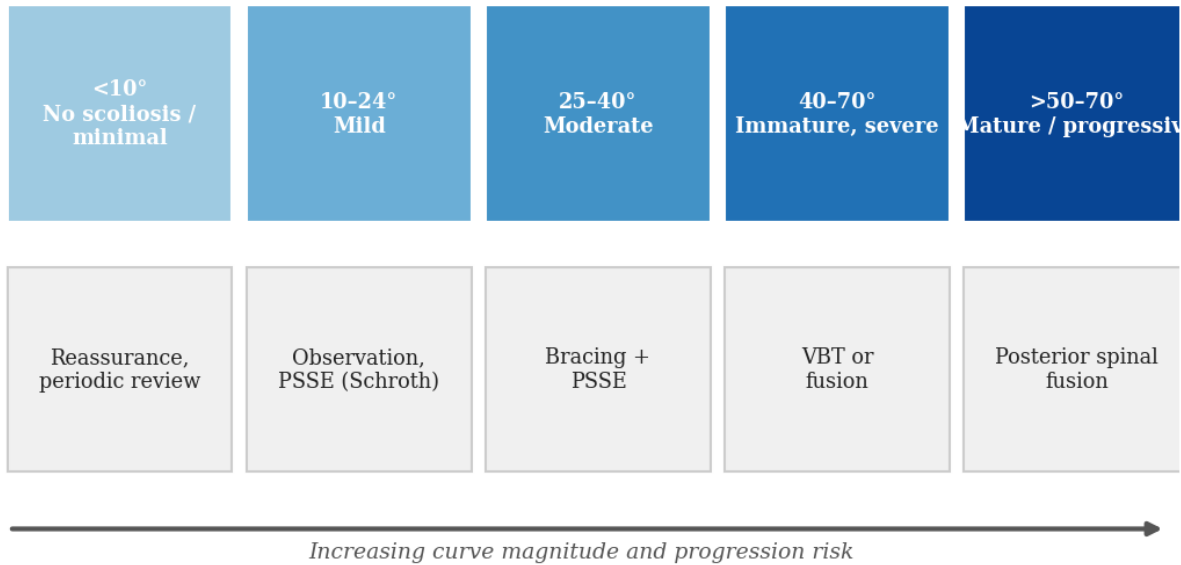 <10°
No scoliosis /
minimal
10–24°
Mild
25–40°
Moderate
40–70°
Immature, severe
>50–70°
Mature / progressiv
Reassurance,
periodic review
Observation,
PSSE (Schroth)
Bracing +
PSSE
VBT or
fusion
Posterior spinal
fusion
Increasing curve magnitude and progression risk